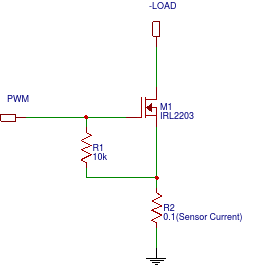 -LOAD
PWM
M1
IRL2203
R1
10k
R2
0.1(Sensor Current)